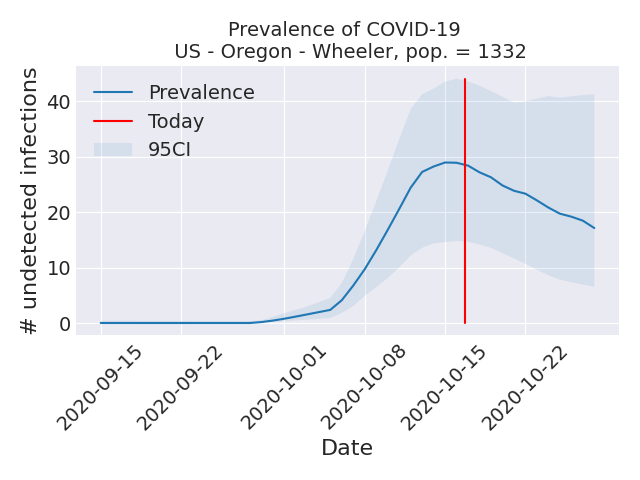 Prevalence of COVID-19
US - Oregon - Wheeler, pop. = 1332
# undetected infections
40
30
20
10
0
Prevalence
Today
95CI
2020-09-15
2020-09-22
2020-10-01
2020-10-08
2020-10-15
2020-10-22
Date